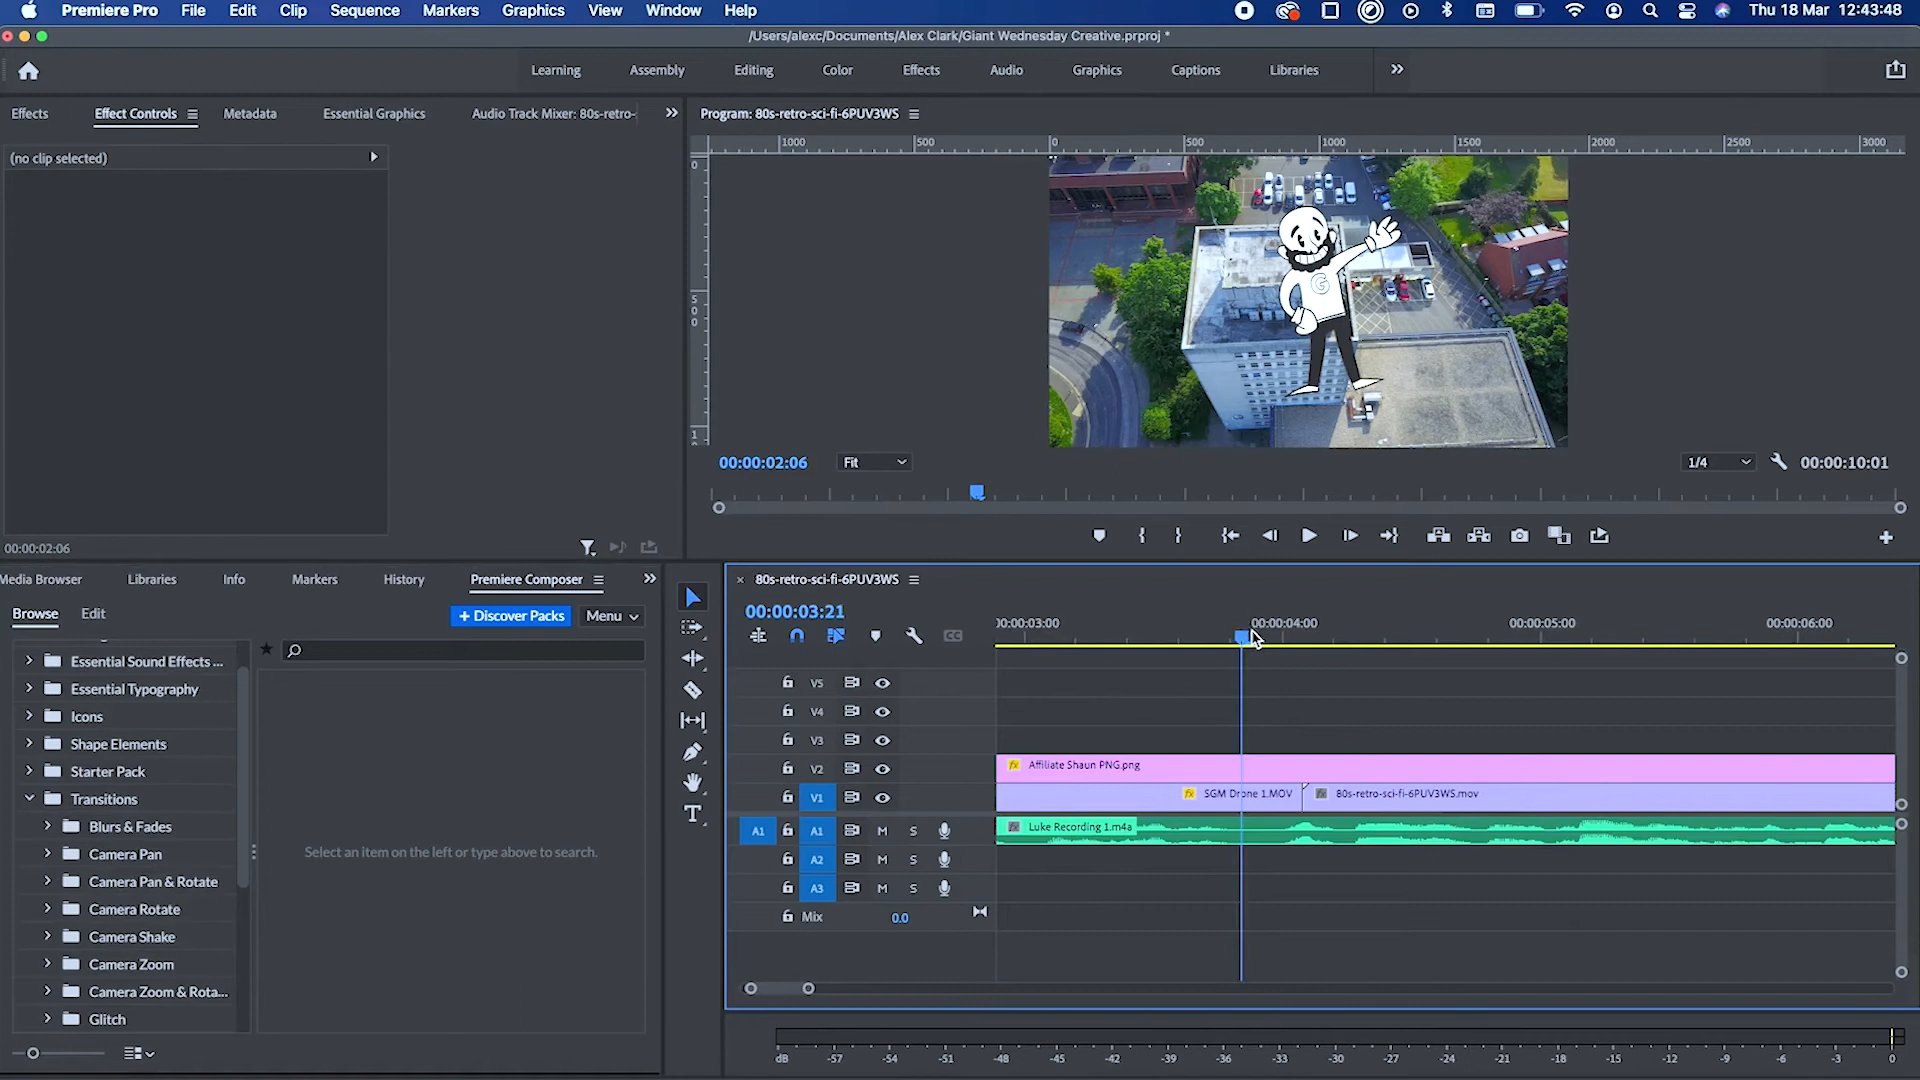 Premiere Pro File Edit Clip Sequence Markers Graphics View Window Help Thu 18 Mar 12:43:48
/Users/alexc/Documents/Alex Clark/Giant Wednesday Creative.prproj *
Learning Assembly Editing Color Effects Audio Graphics Captions Libraries
Effects Effect Controls Metadata Essential Graphics Audio Track Mixer: 80s-retro-
(no clip selected)
00:00:02:06
Program: 80s-retro-sci-fi-6PUV3WS
1000 500 0 500 1000 1500 2000 2500 3000
0
500
1
G
00:00:02:06 Fit 1/4 00:00:10:01
Media Browser Libraries Info Markers History Premiere Composer
Browse Edit + Discover Packs Menu
Essential Sound Effects ...
Essential Typography
Icons
Shape Elements
Starter Pack
Transitions
Blurs & Fades
Camera Pan
Camera Pan & Rotate
Camera Rotate
Camera Shake
Camera Zoom
Camera Zoom & Rota...
Glitch
Select an item on the left or type above to search.
T
80s-retro-sci-fi-6PUV3WS
00:00:03:21
CC
00:00:03:00 00:00:04:00 00:00:05:00 00:00:06:00
V5
V4
V3
V2 fx Affiliate Shaun PNG.png
V1 fx SGM Drone 1.MOV fx 80s-retro-sci-fi-6PUV3WS.mov
A1 A1 M S fx Luke Recording 1.m4a
A2 M S
A3 M S
Mix 0.0
dB -57 -54 -51 -48 -45 -42 -39 -36 -33 -30 -27 -24 -21 -18 -15 -12 -9 -6 -3 0